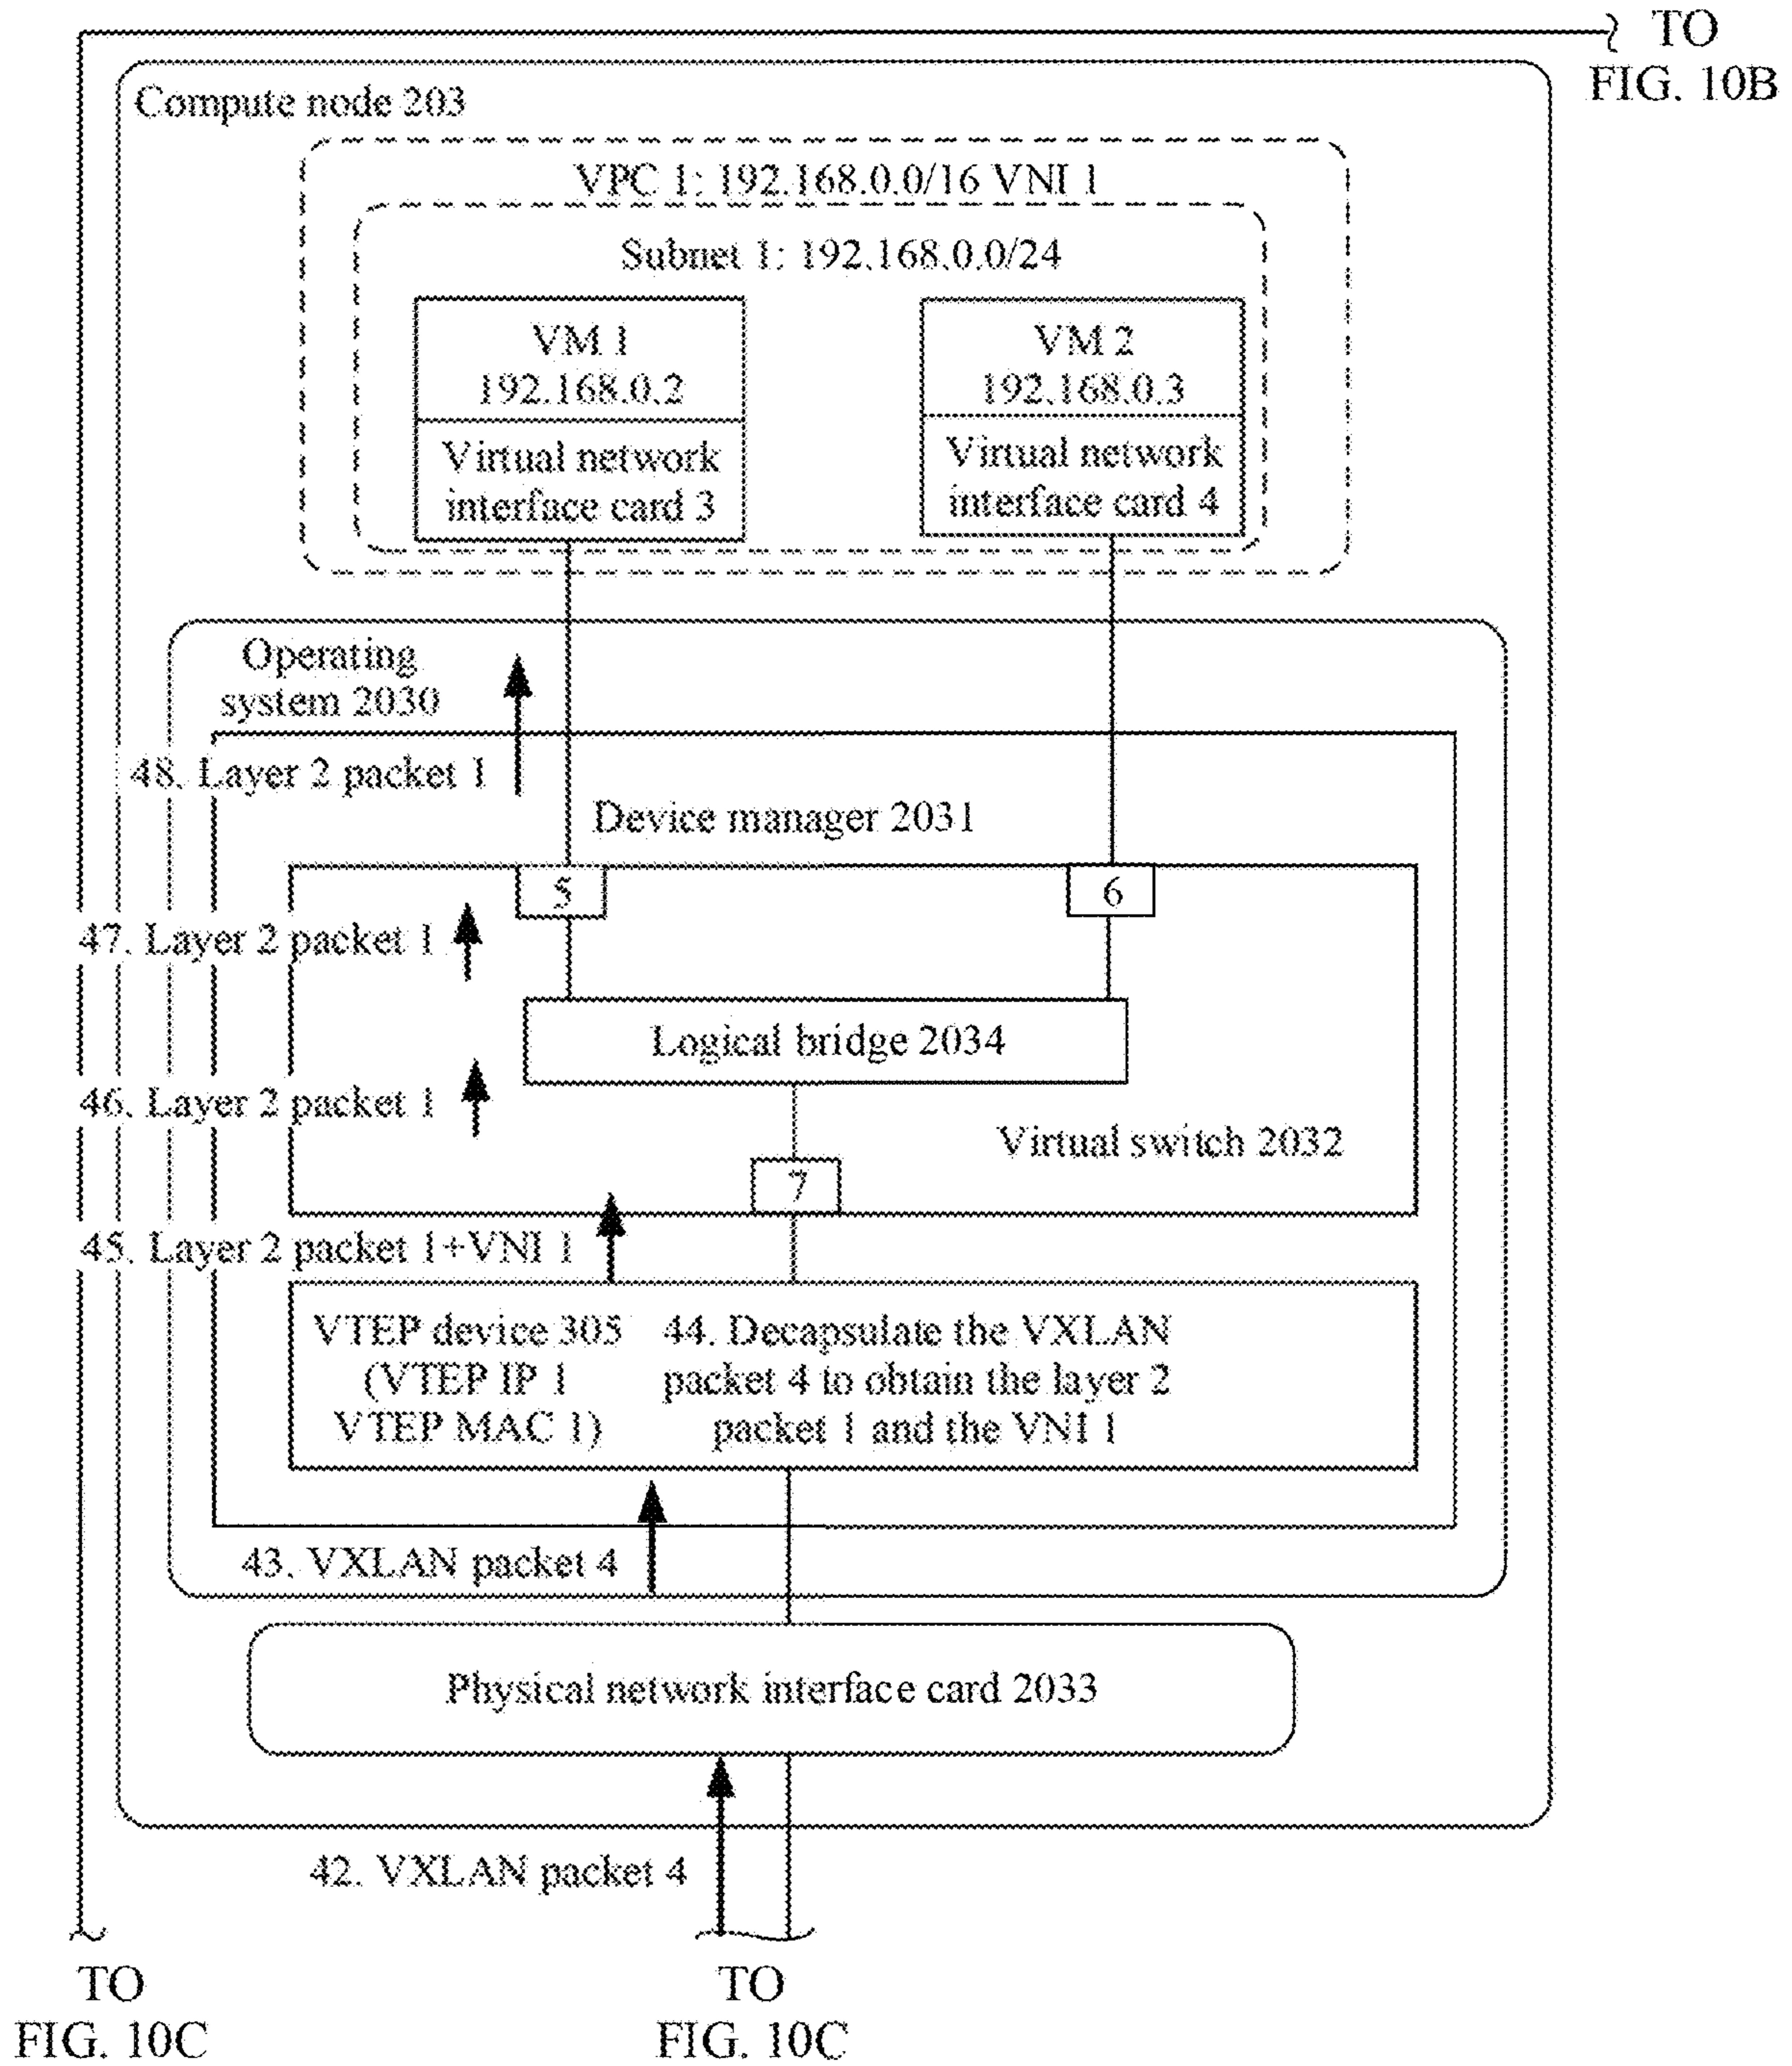 TO
FIG. 10B
Compute node 203
VPC 1: 192.168.0.0/16 VNI 1
Subnet 1: 192.168.0.0/24
VM 1
192.168.0.2
Virtual network
interface card 3
VM 2
192.168.0.3
Virtual network
interface card 4
Operating
system 2030
48. Layer 2 packet 1
Device manager 2031
5
6
47. Layer 2 packet 1
Logical bridge 2034
46. Layer 2 packet 1
Virtual switch 2032
7
45. Layer 2 packet 1+VNI 1
VTEP device 305
(VTEP IP 1
VTEP MAC 1)
44. Decapsulate the VXLAN
packet 4 to obtain the layer 2
packet 1 and the VNI 1
43. VXLAN packet 4
Physical network interface card 2033
42. VXLAN packet 4
TO
FIG. 10C
TO
FIG. 10C